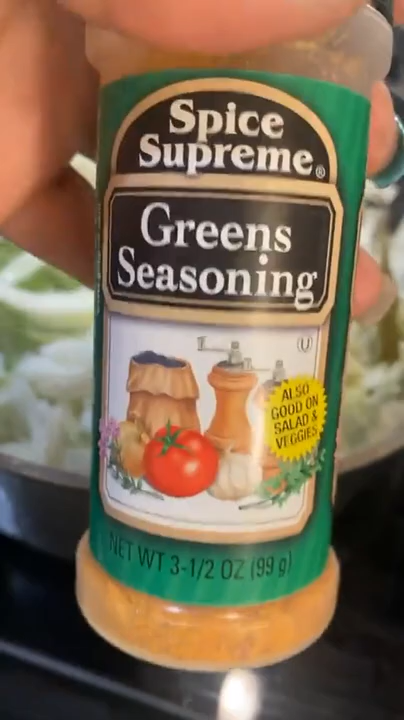 Spice
Supreme®
Greens
Seasoning
U
ALSO
GOOD ON
SALAD &
VEGGIES
NET WT 3-1/2 OZ (99 g)